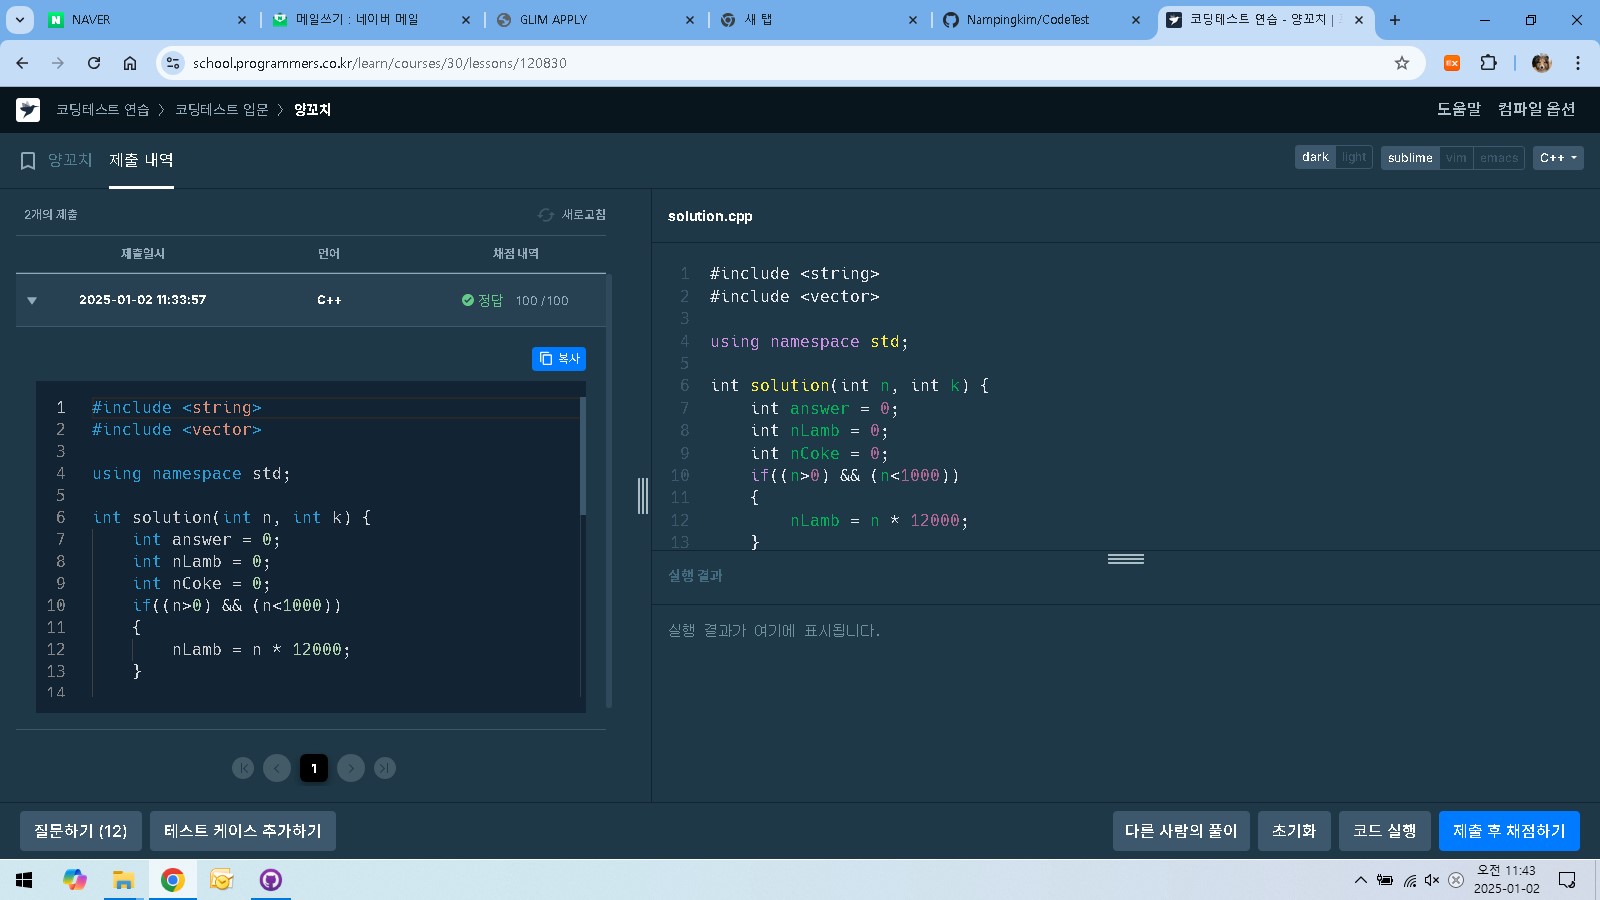 NAVER
메일쓰기 : 네이버 메일
GLIM APPLY
새 탭
Nampingkim/CodeTest
코딩테스트 연습 - 양꼬치 |
school.programmers.co.kr/learn/courses/30/lessons/120830
코딩테스트 연습 > 코딩테스트 입문 > 양꼬치
도움말 컴파일 옵션
양꼬치 제출 내역
dark light
sublime vim emacs
C++
2개의 제출
새로고침
제출일시 언어 채점 내역
2025-01-02 11:33:57 C++ 정답 100 / 100
복사
1 #include <string>
2 #include <vector>
3
4 using namespace std;
5
6 int solution(int n, int k) {
7 int answer = 0;
8 int nLamb = 0;
9 int nCoke = 0;
10 if((n>0) && (n<1000))
11 {
12 nLamb = n * 12000;
13 }
14
1
solution.cpp
1 #include <string>
2 #include <vector>
3
4 using namespace std;
5
6 int solution(int n, int k) {
7 int answer = 0;
8 int nLamb = 0;
9 int nCoke = 0;
10 if((n>0) && (n<1000))
11 {
12 nLamb = n * 12000;
13 }
실행 결과
실행 결과가 여기에 표시됩니다.
질문하기 (12)
테스트 케이스 추가하기
다른 사람의 풀이
초기화
코드 실행
제출 후 채점하기
오전 11:43
2025-01-02